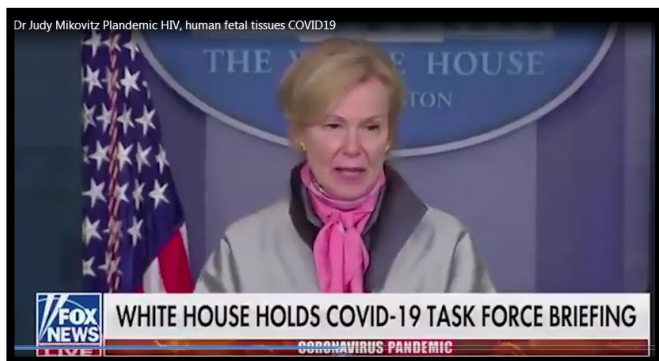 Dr Judy Mikovitz Plandemic HIV, human fetal tissues COVID19
THE WHITE HOUSE
TON
FOX
NEWS
LIVE
WHITE HOUSE HOLDS COVID-19 TASK FORCE BRIEFING
CORONAVIRUS PANDEMIC